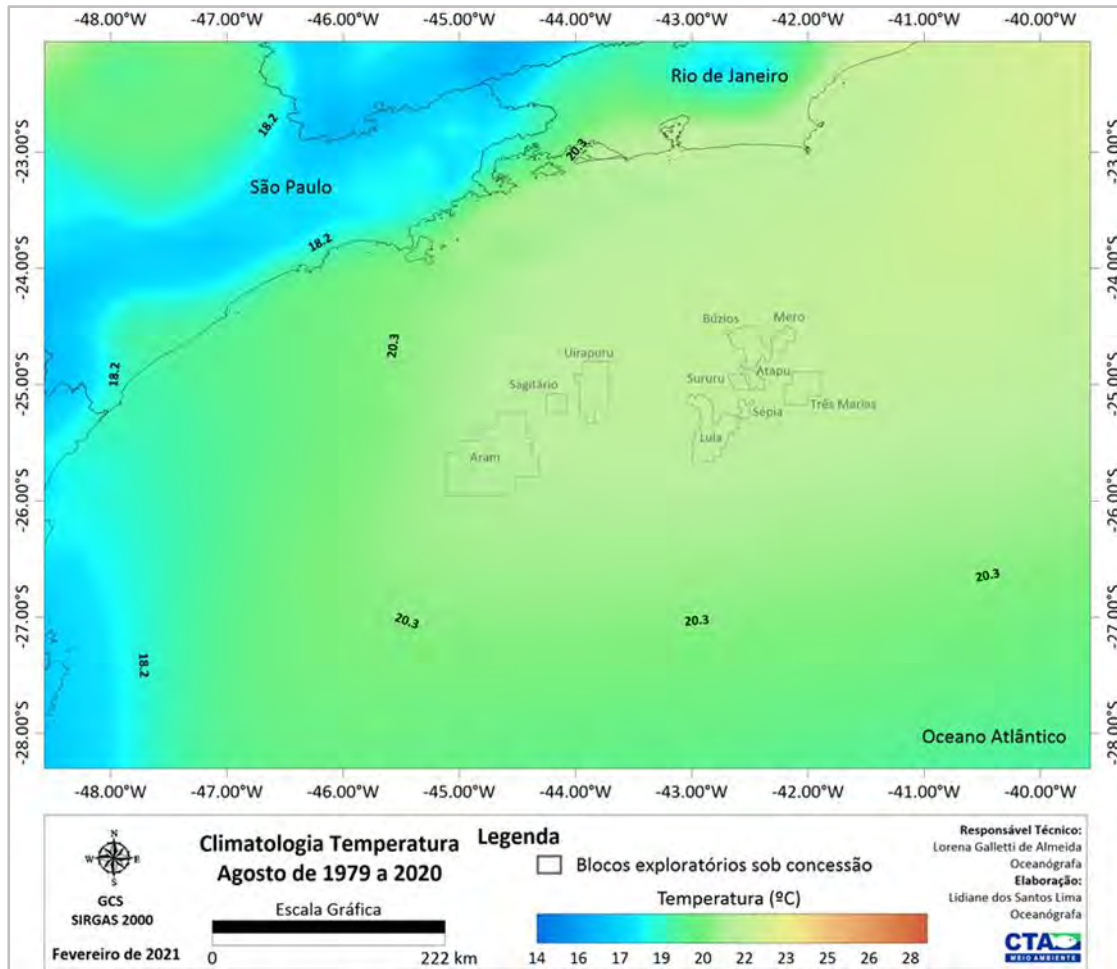 -48.00°W -47.00°W -46.00°W -45.00°W -44.00°W -43.00°W -42.00°W -41.00°W -40.00°W
Rio de Janeiro
18.2
20.3
-23.00°S -23.00°S
São Paulo
18.2
-24.00°S -24.00°S
Búzios Mero
20.3
Uirapuru
18.2
Atapu
Sururu
-25.00°S -25.00°S
Sagitário
Três Marias
Sépia
Lula
Aram
-26.00°S -26.00°S
20.3
-27.00°S -27.00°S
20.3 20.3
18.2
-28.00°S -28.00°S
Oceano Atlântico
-48.00°W -47.00°W -46.00°W -45.00°W -44.00°W -43.00°W -42.00°W -41.00°W -40.00°W
N
W E
S
GCS
SIRGAS 2000
Fevereiro de 2021
Climatologia Temperatura
Agosto de 1979 a 2020
Escala Gráfica
0 222 km
Legenda
Blocos exploratórios sob concessão
Temperatura (ºC)
14 16 17 19 20 22 23 25 26 28
Responsável Técnico:
Lorena Galletti de Almeida
Oceanógrafa
Elaboração:
Lidiane dos Santos Lima
Oceanógrafa
CTA
MEIO AMBIENTE